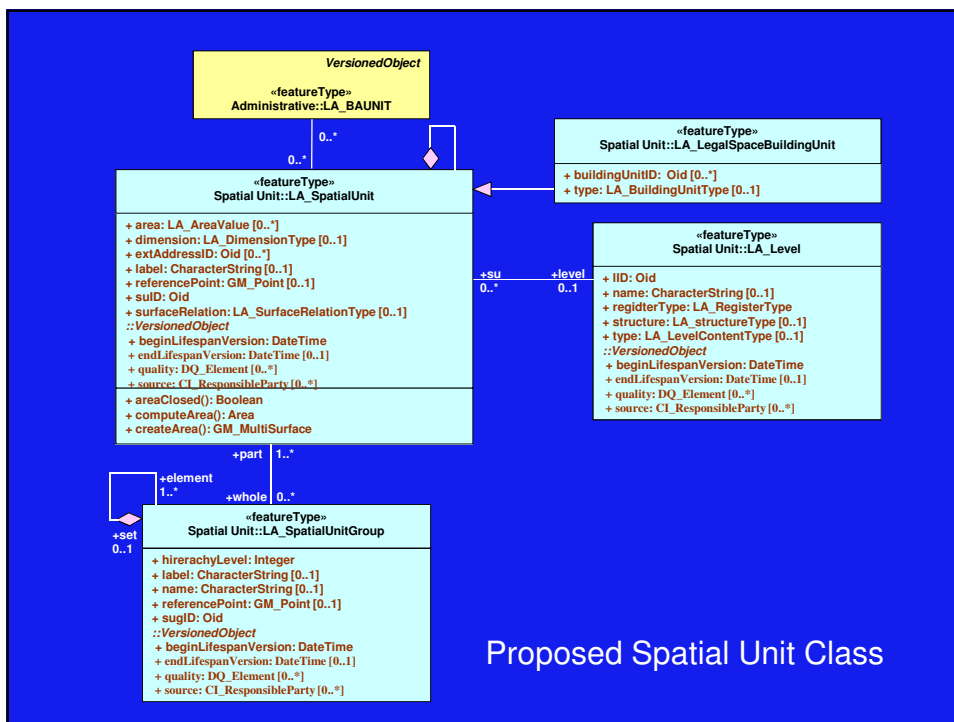 VersionedObject
«featureType»
Administrative::LA_BAUNIT
0..*
0..*
«featureType»
Spatial Unit::LA_SpatialUnit
+ area: LA_AreaValue [0..*]
+ dimension: LA_DimensionType [0..1]
+ extAddressID: Oid [0..*]
+ label: CharacterString [0..1]
+ referencePoint: GM_Point [0..1]
+ suID: Oid
+ surfaceRelation: LA_SurfaceRelationType [0..1]
::VersionedObject
+ beginLifespanVersion: DateTime
+ endLifespanVersion: DateTime [0..1]
+ quality: DQ_Element [0..*]
+ source: CI_ResponsibleParty [0..*]
+ areaClosed(): Boolean
+ computeArea(): Area
+ createArea(): GM_MultiSurface
«featureType»
Spatial Unit::LA_LegalSpaceBuildingUnit
+ buildingUnitID: Oid [0..*]
+ type: LA_BuildingUnitType [0..1]
+su
0..*
+level
0..1
«featureType»
Spatial Unit::LA_Level
+ lID: Oid
+ name: CharacterString [0..1]
+ regidterType: LA_RegisterType
+ structure: LA_structureType [0..1]
+ type: LA_LevelContentType [0..1]
::VersionedObject
+ beginLifespanVersion: DateTime
+ endLifespanVersion: DateTime [0..1]
+ quality: DQ_Element [0..*]
+ source: CI_ResponsibleParty [0..*]
+part
1..*
+whole
0..*
+element
1..*
+set
0..1
«featureType»
Spatial Unit::LA_SpatialUnitGroup
+ hirerachyLevel: Integer
+ label: CharacterString [0..1]
+ name: CharacterString [0..1]
+ referencePoint: GM_Point [0..1]
+ sugID: Oid
::VersionedObject
+ beginLifespanVersion: DateTime
+ endLifespanVersion: DateTime [0..1]
+ quality: DQ_Element [0..*]
+ source: CI_ResponsibleParty [0..*]
Proposed Spatial Unit Class